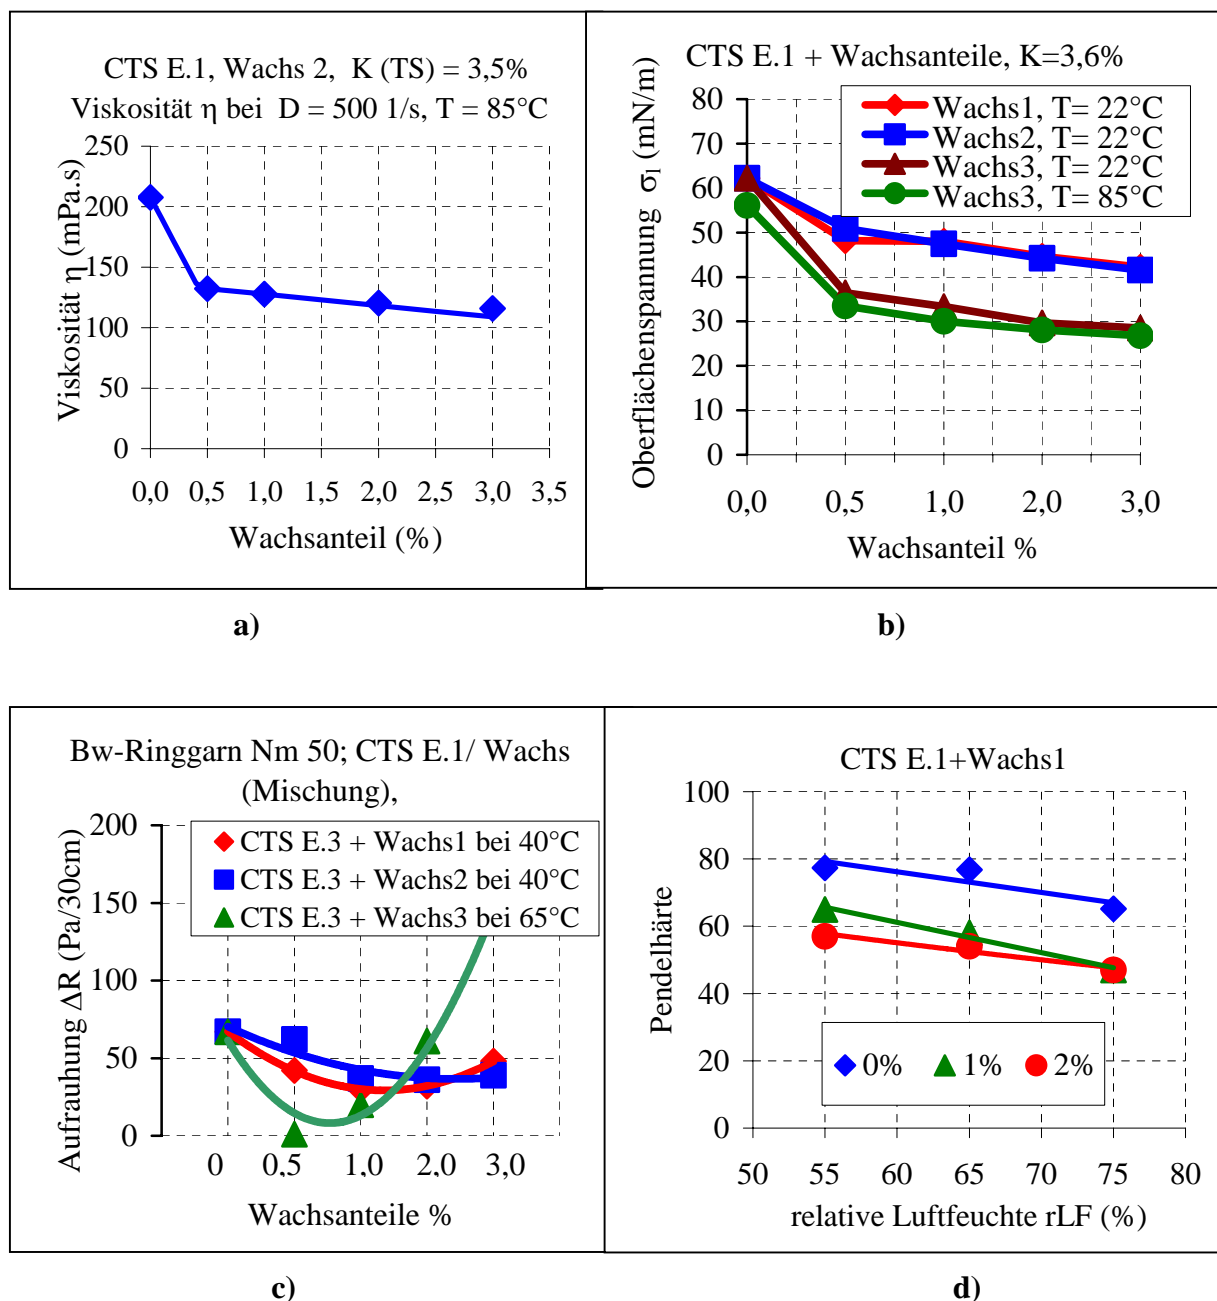 CTS E.1, Wachs 2, K (TS) = 3,5%
Viskosität η bei D = 500 1/s, T = 85°C
Viskosität η (mPa.s)
250
200
150
100
50
0
0,0 0,5 1,0 2,0 3,0 3,5
Wachsanteil (%)
a)
CTS E.1 + Wachsanteile, K=3,6%
Oberflächenspannung σl (mN/m)
80
70
60
50
40
30
20
10
0
Wachs1, T= 22°C
Wachs2, T= 22°C
Wachs3, T= 22°C
Wachs3, T= 85°C
0,0 0,5 1,0 2,0 3,0
Wachsanteil %
b)
Bw-Ringgarn Nm 50; CTS E.1/ Wachs
(Mischung),
Aufrauhung ΔR (Pa/30cm)
200
150
100
50
0
CTS E.3 + Wachs1 bei 40°C
CTS E.3 + Wachs2 bei 40°C
CTS E.3 + Wachs3 bei 65°C
0 0,5 1,0 2,0 3,0
Wachsanteile %
c)
CTS E.1+Wachs1
Pendelhärte
100
80
60
40
20
0
0% 1% 2%
50 55 60 65 70 75 80
relative Luftfeuchte rLF (%)
d)